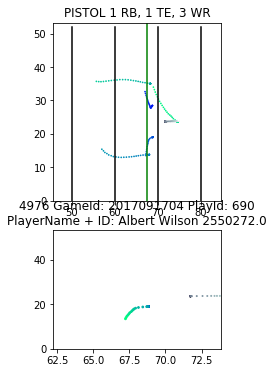 PISTOL 1 RB, 1 TE, 3 WR
50
40
30
20
10
0
50 60 70 80
4976 GameId: 2017091704 PlayId: 690
PlayerName + ID: Albert Wilson 2550272.0
40
20
0
62.5 65.0 67.5 70.0 72.5